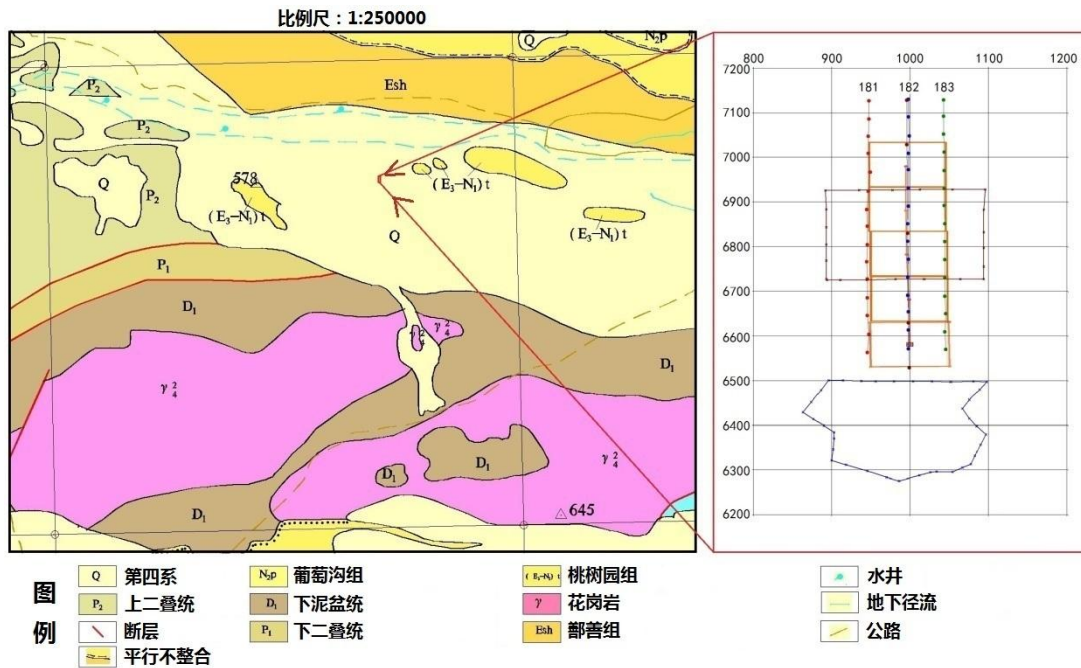 比例尺：1:250000
Q
N₂p
Esh
P₂
P₂
Q
P₂
578
(E₃-N₁)t
(E₃-N₁)t
(E₃-N₁)t
Q
P₁
D₁
γ₄²
γ₄²
γ₄²
D₁
γ₄²
D₁
D₁
D₁
645
800 900 1000 1100 1200
7200
7100
7000
6900
6800
6700
6600
6500
6400
6300
6200
181 182 183
图例
Q 第四系
N₂p 葡萄沟组
(E₃-N₁)t 桃树园组
水井
P₂ 上二叠统
D₁ 下泥盆统
γ 花岗岩
地下径流
断层
P₁ 下二叠统
Esh 鄯善组
公路
平行不整合